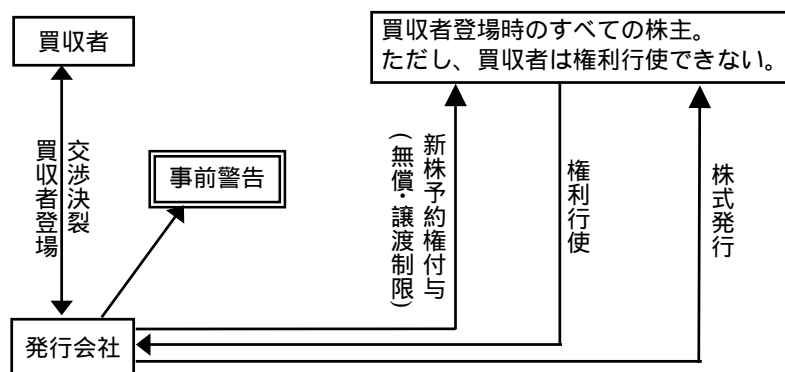 買収者
買収者登場時のすべての株主。
ただし、買収者は権利行使できない。
交渉決裂
買収者登場
事前警告
新株予約権付与
(無償・譲渡制限)
権利行使
株式発行
発行会社